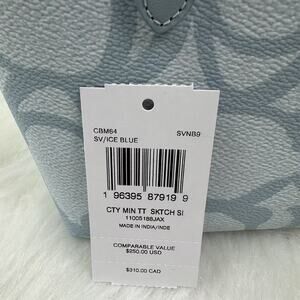 CBM64 SVNB9
SV/ICE BLUE
1 96395 87919 9
CTY MIN TT SKTCH SI
11005188JAX
MADE IN INDIA/INDE
COMPARABLE VALUE
$250.00 USD
$310.00 CAD